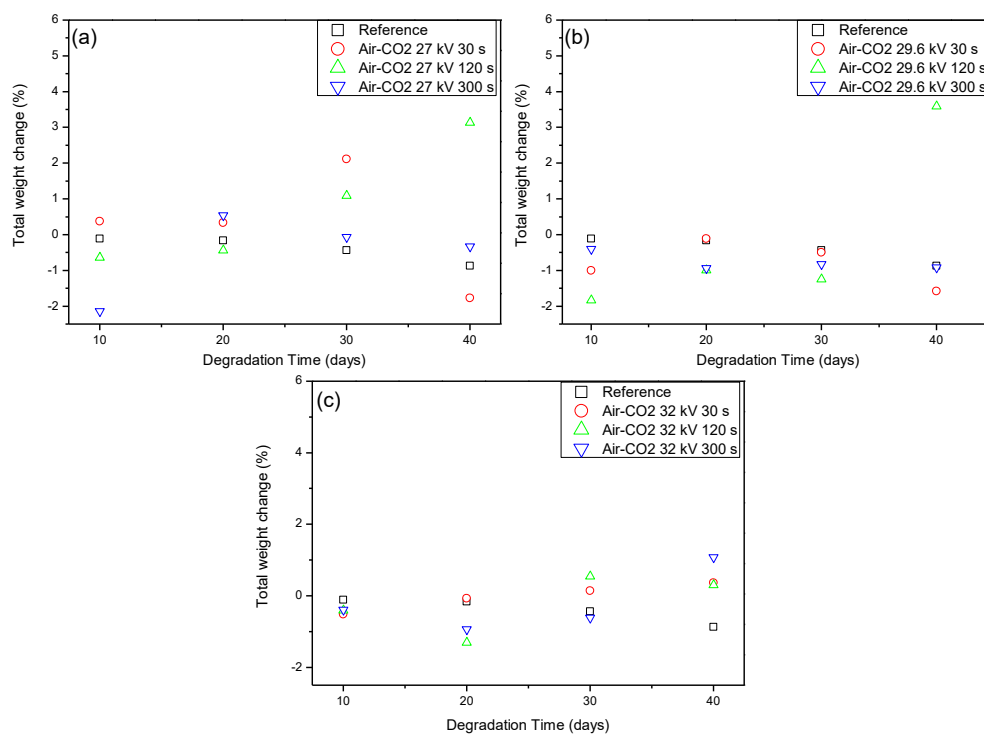 (a)
Reference
Air-CO2 27 kV 30 s
Air-CO2 27 kV 120 s
Air-CO2 27 kV 300 s
6
5
4
3
2
1
0
-1
-2
Total weight change (%)
10 20 30 40
Degradation Time (days)
(b)
Reference
Air-CO2 29.6 kV 30 s
Air-CO2 29.6 kV 120 s
Air-CO2 29.6 kV 300 s
6
5
4
3
2
1
0
-1
-2
Total weight change (%)
10 20 30 40
Degradation Time (days)
(c)
Reference
Air-CO2 32 kV 30 s
Air-CO2 32 kV 120 s
Air-CO2 32 kV 300 s
6
4
2
0
-2
Total weight change (%)
10 20 30 40
Degradation Time (days)